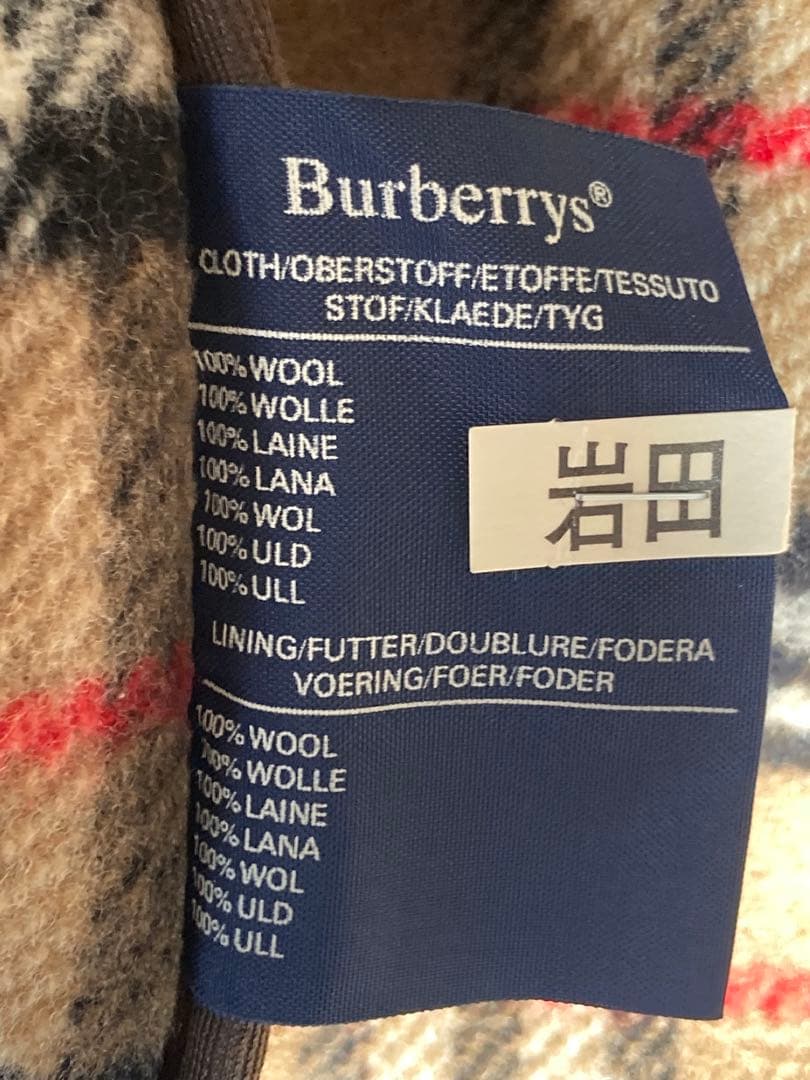 Burberrys®
CLOTH/OBERSTOFF/ETOFFE/TESSUTO
STOF/KLAEDE/TYG
100% WOOL
100% WOLLE
100% LAINE
100% LANA
100% WOL
100% ULD
100% ULL
岩田
LINING/FUTTER/DOUBLURE/FODERA
VOERING/FOER/FODER
100% WOOL
100% WOLLE
100% LAINE
100% LANA
100% WOL
100% ULD
100% ULL